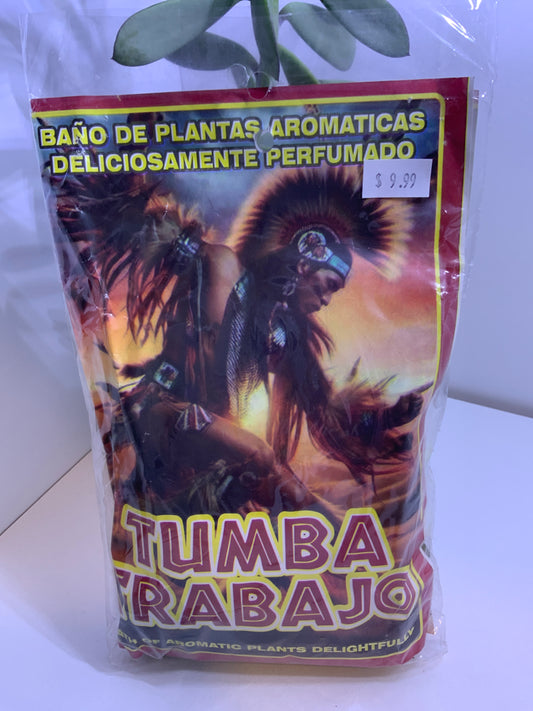 BAÑO DE PLANTAS AROMATICAS
DELICIOSAMENTE PERFUMADO
$ 9.99
TUMBA
TRABAJO
OF AROMATIC PLANTS DELIGHTFULLY